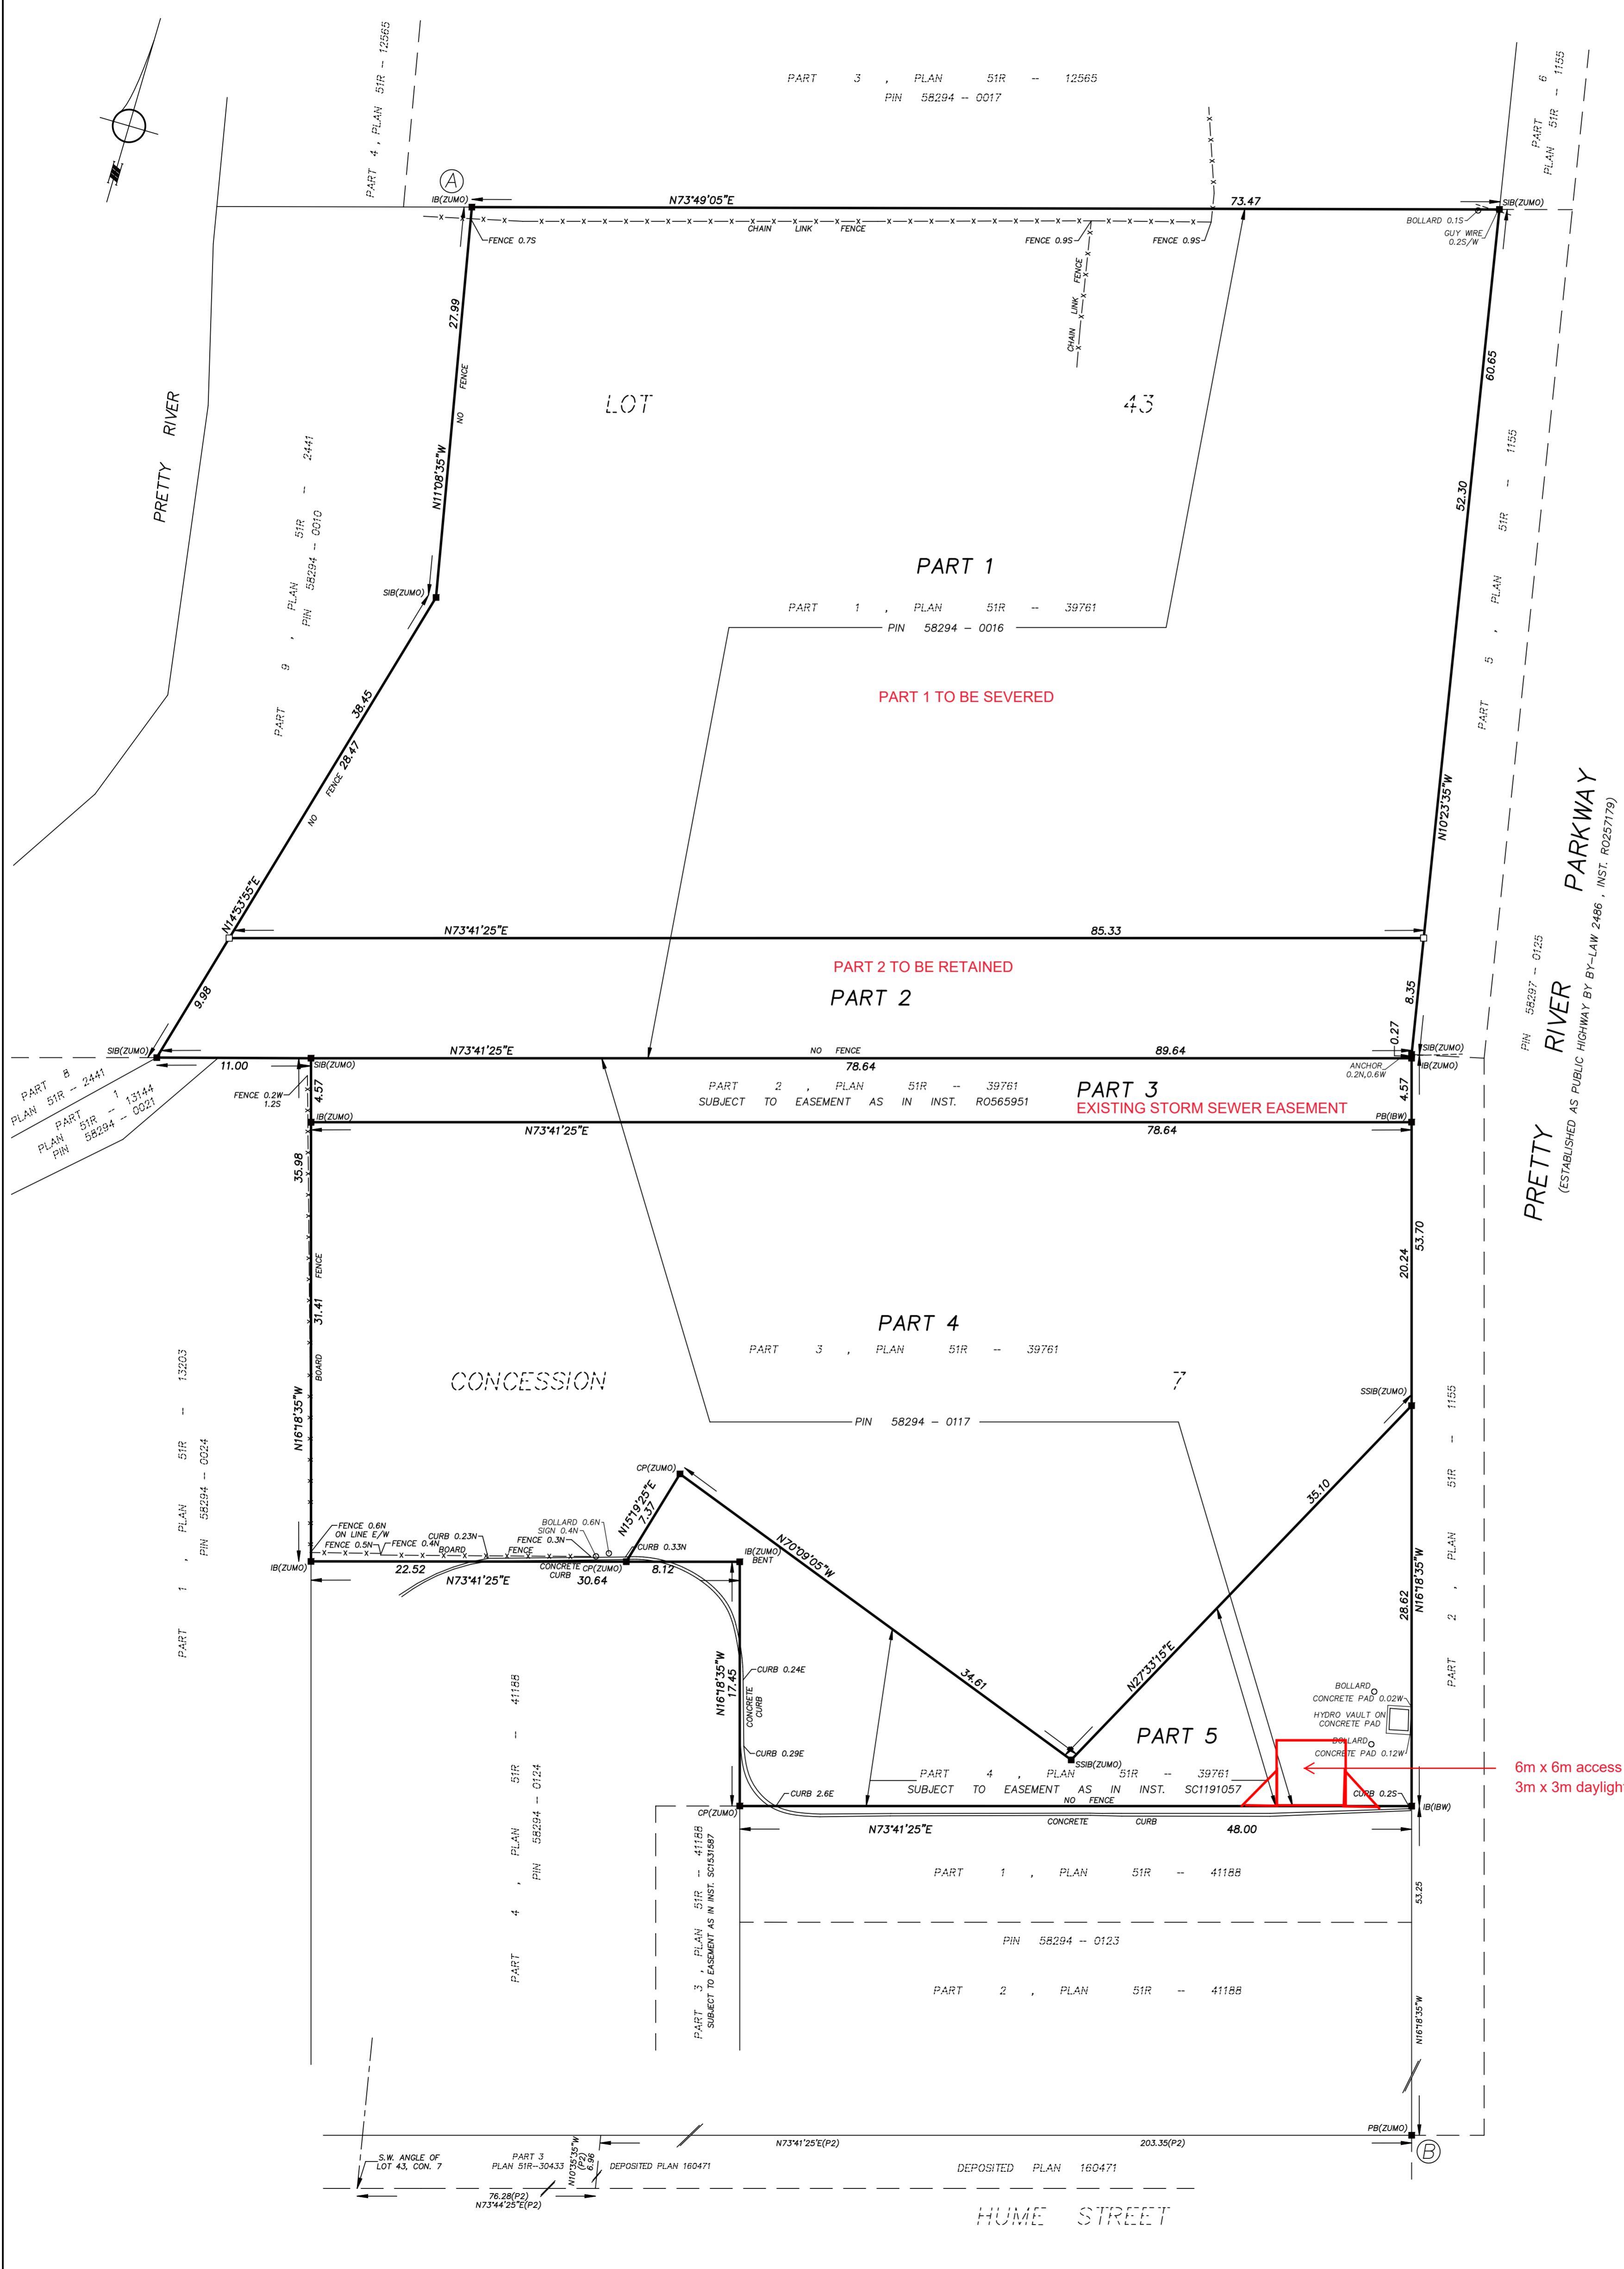 PART 4 , PLAN 51R -- 12565
PART 3 , PLAN 51R -- 12565
PIN 58294 -- 0017
PART 6
PLAN 51R -- 1155
N
A
IB(ZUMO)
N73°49'05"E
73.47
SIB(ZUMO)
BOLLARD 0.1S
GUY WIRE
0.2S/W
FENCE 0.7S
CHAIN LINK FENCE
FENCE 0.9S
FENCE 0.9S
CHAIN LINK FENCE
27.99
NO FENCE
N11°08'35"W
60.65
52.30
N10°23'35"W
LOT 43
PRETTY RIVER
PART 9 , PLAN 51R - 2441
PIN 58294 -- 0010
PART 5 , PLAN 51R - 1155
SIB(ZUMO)
PART 1
PART 1 , PLAN 51R -- 39761
PIN 58294 - 0016
PART 1 TO BE SEVERED
38.45
NO FENCE 28.47
N14°53'55"E
N73°41'25"E
85.33
PART 2 TO BE RETAINED
PART 2
9.98
8.35
0.27
PIN 58297 -- 0125
PRETTY RIVER PARKWAY
(ESTABLISHED AS PUBLIC HIGHWAY BY BY-LAW 2486 , INST. R0257179)
SIB(ZUMO)
N73°41'25"E
NO FENCE
89.64
SIB(ZUMO)
11.00
SIB(ZUMO)
78.64
ANCHOR
0.2N,0.6W
IB(ZUMO)
PART 8
PLAN 51R -- 2441
PART 1
PLAN 51R -- 13144
PIN 58294 -- 0021
FENCE 0.2W
1.2S
4.57
PART 2 , PLAN 51R -- 39761
SUBJECT TO EASEMENT AS IN INST. RO565951
PART 3
EXISTING STORM SEWER EASEMENT
4.57
IB(ZUMO)
PB(IBW)
N73°41'25"E
78.64
35.98
BOARD FENCE
31.41
N16°18'35"W
53.70
20.24
PART 4
PART 3 , PLAN 51R -- 39761
CONCESSION 7
PIN 58294 - 0117
PART 1 , PLAN 51R - 13203
PIN 58294 -- 0024
SSIB(ZUMO)
PART 2 , PLAN 51R -- 1155
CP(ZUMO)
N15°19'25"E
7.37
35.10
BOLLARD 0.6N
SIGN 0.4N
FENCE 0.3N
FENCE 0.6N
ON LINE E/W
FENCE 0.5N
FENCE 0.4N
CURB 0.23N
BOARD FENCE
CURB 0.33N
N70°09'05"W
IB(ZUMO)
22.52
CONCRETE
CURB
CP(ZUMO)
8.12
IB(ZUMO)
BENT
N73°41'25"E
30.64
N16°18'35"W
28.62
N16°18'35"W
17.45
CURB 0.24E
CONCRETE
CURB
34.61
N27°33'15"E
BOLLARD
CONCRETE PAD 0.02W
HYDRO VAULT ON
CONCRETE PAD
BOLLARD
CONCRETE PAD 0.12W
CURB 0.29E
PART 5
SSIB(ZUMO)
PART 4 , PLAN 51R -- 39761
SUBJECT TO EASEMENT AS IN INST. SC1191057
NO FENCE
6m x 6m access
3m x 3m dayligh
CURB 2.6E
CURB 0.2S
CP(ZUMO)
IB(IBW)
N73°41'25"E
CONCRETE CURB
48.00
PART 4 , PLAN 51R - 41188
PIN 58294 -- 0124
PART 3 , PLAN 51R -- 41188
SUBJECT TO EASEMENT AS IN INST. SC1531587
PART 1 , PLAN 51R -- 41188
53.25
PIN 58294 -- 0123
PART 2 , PLAN 51R -- 41188
N16°18'35"W
PB(ZUMO)
B
N73°41'25"E(P2)
203.35(P2)
S.W. ANGLE OF
LOT 43, CON. 7
PART 3
PLAN 51R--30433
N10°35'35"W
(P2)
6.96
DEPOSITED PLAN 160471
DEPOSITED PLAN 160471
76.28(P2)
N73°44'25"E(P2)
HUME STREET